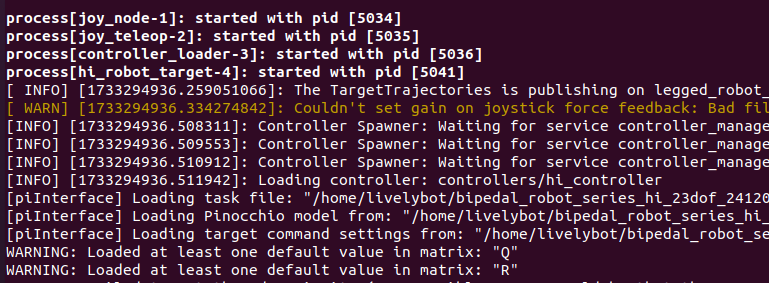 process[joy_node-1]: started with pid [5034]
process[joy_teleop-2]: started with pid [5035]
process[controller_loader-3]: started with pid [5036]
process[hi_robot_target-4]: started with pid [5041]
[ INFO] [1733294936.259051066]: The TargetTrajectories is publishing on legged_robot_
[ WARN] [1733294936.334274842]: Couldn't set gain on joystick force feedback: Bad fil
[INFO] [1733294936.508311]: Controller Spawner: Waiting for service controller_manage
[INFO] [1733294936.509553]: Controller Spawner: Waiting for service controller_manage
[INFO] [1733294936.510912]: Controller Spawner: Waiting for service controller_manage
[INFO] [1733294936.511942]: Loading controller: controllers/hi_controller
[piInterface] Loading task file: "/home/livelybot/bipedal_robot_series_hi_23dof_24120
[piInterface] Loading Pinocchio model from: "/home/livelybot/bipedal_robot_series_hi_
[piInterface] Loading target command settings from: "/home/livelybot/bipedal_robot_se
WARNING: Loaded at least one default value in matrix: "Q"
WARNING: Loaded at least one default value in matrix: "R"